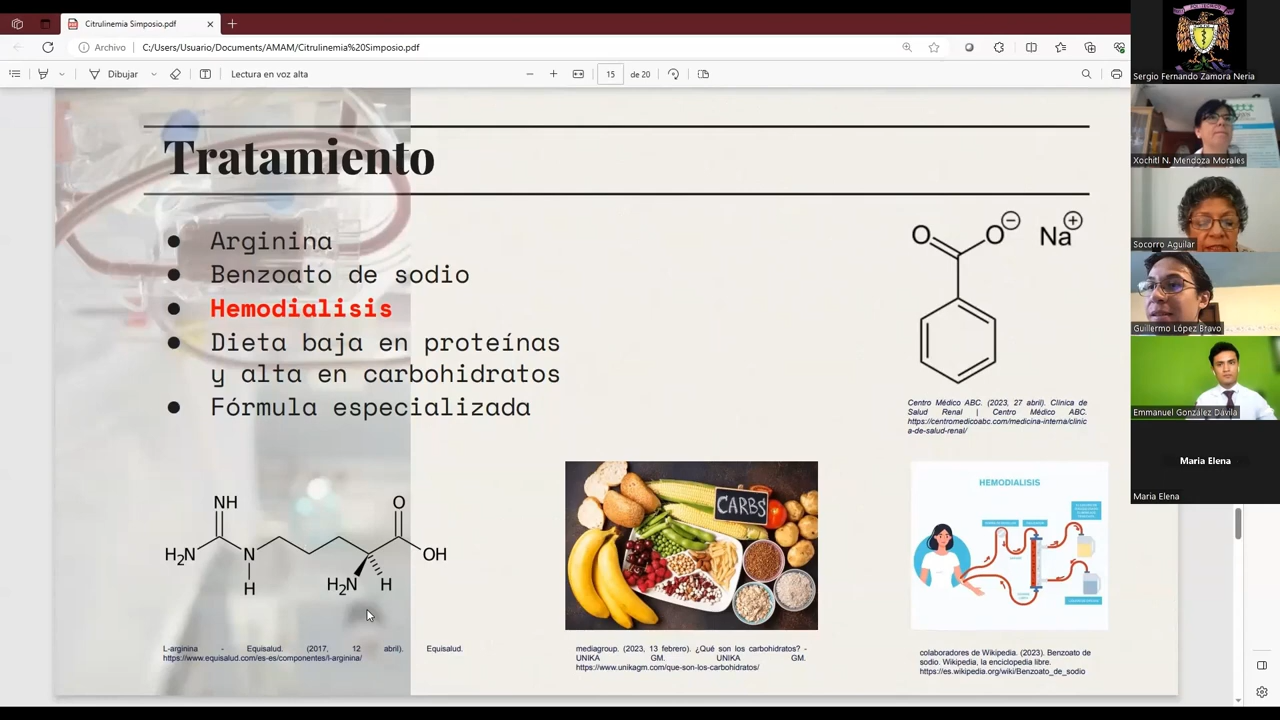 Citrulinemia Simposio.pdf
Archivo
C:/Users/Usuario/Documents/AMAM/Citrulinemia%20Simposio.pdf
Dibujar
Lectura en voz alta
15
de 20
Tratamiento
● Arginina
● Benzoato de sodio
● Hemodialisis
● Dieta baja en proteínas
y alta en carbohidratos
● Fórmula especializada
O
O
Na
Centro Médico ABC. (2023, 27 abril). Clínica de
Salud Renal | Centro Médico ABC.
https://centromedicoabc.com/medicina-interna/clinic
a-de-salud-renal/
NH
O
H₂N
N
OH
H
H₂N
H
CARBS
HEMODIALISIS
L-arginina - Equisalud. (2017, 12 abril). Equisalud.
https://www.equisalud.com/es-es/componentes/l-arginina/
mediagroup. (2023, 13 febrero). ¿Qué son los carbohidratos? -
UNIKA GM. UNIKA GM.
https://www.unikagm.com/que-son-los-carbohidratos/
colaboradores de Wikipedia. (2023). Benzoato de
sodio. Wikipedia, la enciclopedia libre.
https://es.wikipedia.org/wiki/Benzoato_de_sodio
Sergio Fernando Zamora Neria
Xochitl N. Mendoza Morales
Socorro Aguilar
Guillermo López Bravo
Emmanuel González Dávila
Maria Elena
Maria Elena